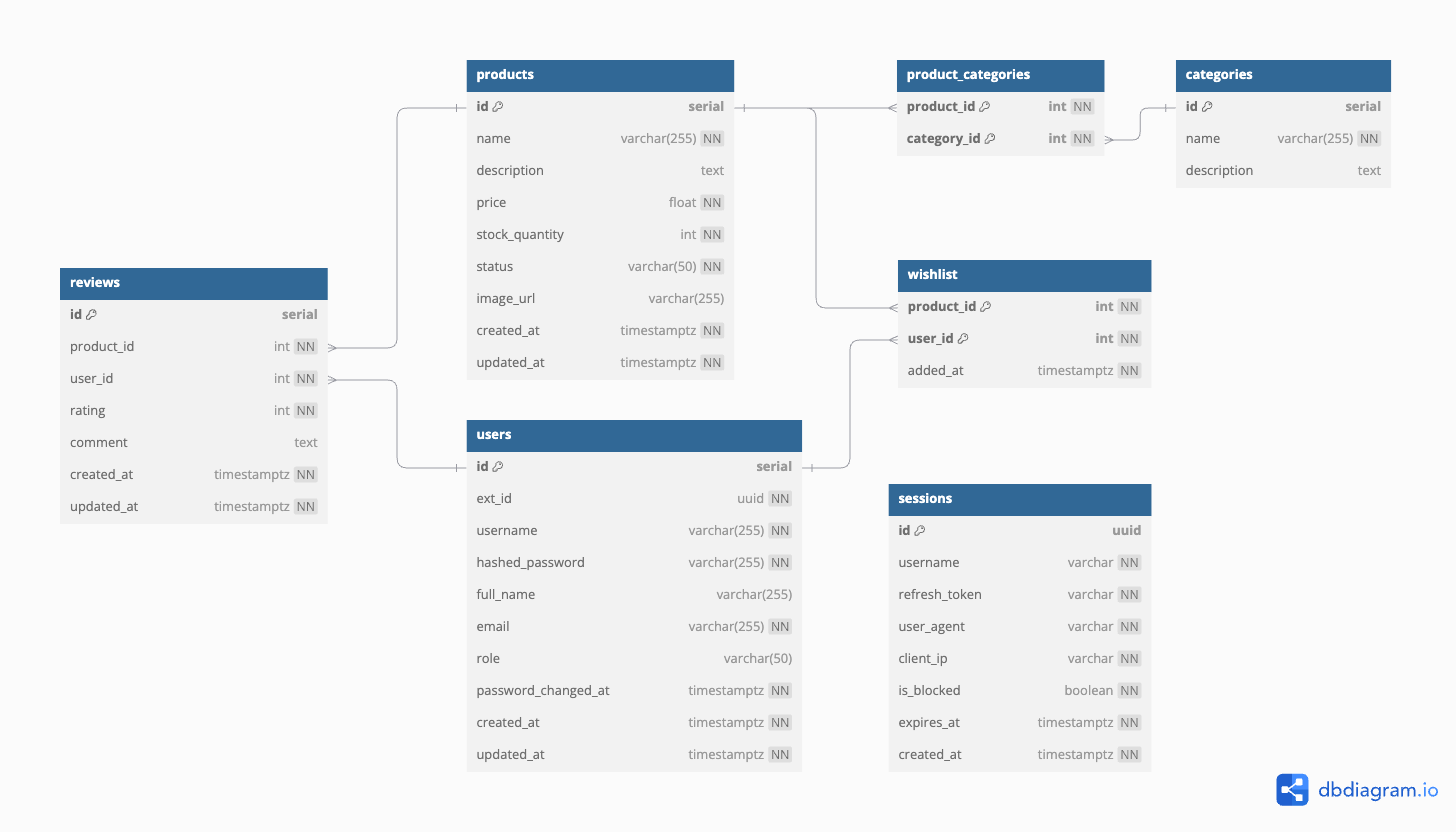 products
id serial
name varchar(255) NN
description text
price float NN
stock_quantity int NN
status varchar(50) NN
image_url varchar(255)
created_at timestamptz NN
updated_at timestamptz NN
product_categories
product_id int NN
category_id int NN
categories
id serial
name varchar(255) NN
description text
reviews
id serial
product_id int NN
user_id int NN
rating int NN
comment text
created_at timestamptz NN
updated_at timestamptz NN
wishlist
product_id int NN
user_id int NN
added_at timestamptz NN
users
id serial
ext_id uuid NN
username varchar(255) NN
hashed_password varchar(255) NN
full_name varchar(255)
email varchar(255) NN
role varchar(50)
password_changed_at timestamptz NN
created_at timestamptz NN
updated_at timestamptz NN
sessions
id uuid
username varchar NN
refresh_token varchar NN
user_agent varchar NN
client_ip varchar NN
is_blocked boolean NN
expires_at timestamptz NN
created_at timestamptz NN
dbdiagram.io